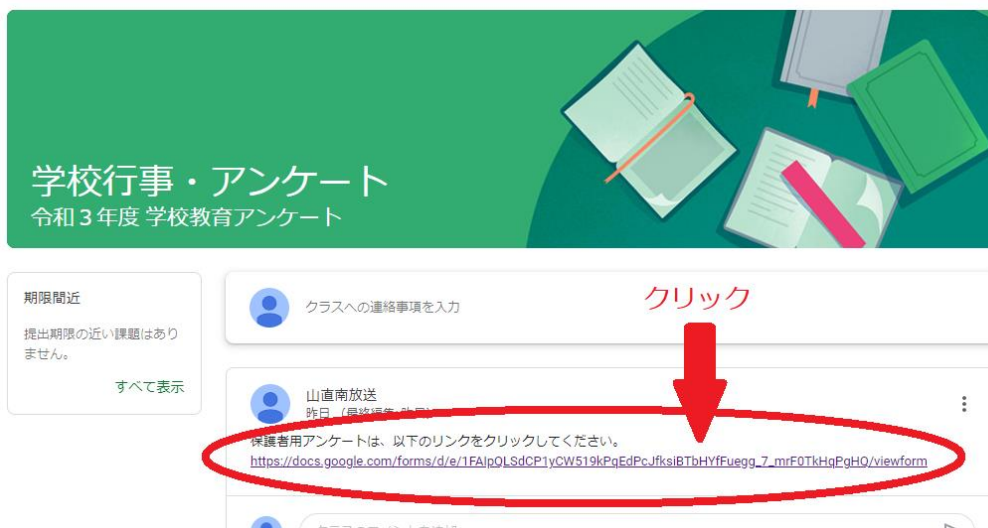 学校行事・アンケート
令和３年度 学校教育アンケート
期限間近
提出期限の近い課題はあり
ません。
すべて表示
クラスへの連絡事項を入力
クリック
山直南放送
昨日
保護者用アンケートは、以下のリンクをクリックしてください。
https://docs.google.com/forms/d/e/1FAIpQLSdCP1yCW519kPqEdPcJfksiBTbHYfFuegg_7_mrF0TkHqPgHQ/viewform